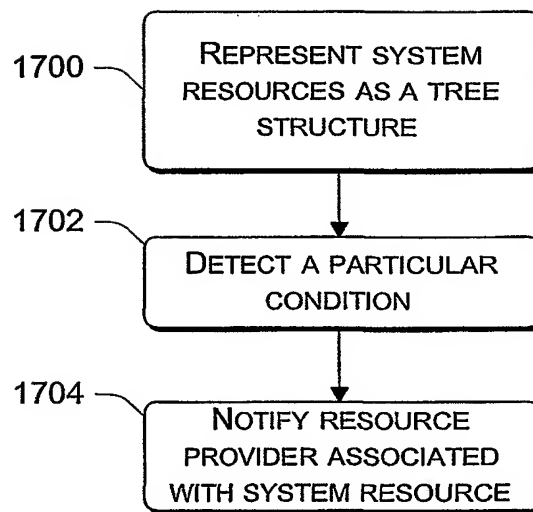 1700
REPRESENT SYSTEM
RESOURCES AS A TREE
STRUCTURE
1702
DETECT A PARTICULAR
CONDITION
1704
NOTIFY RESOURCE
PROVIDER ASSOCIATED
WITH SYSTEM RESOURCE